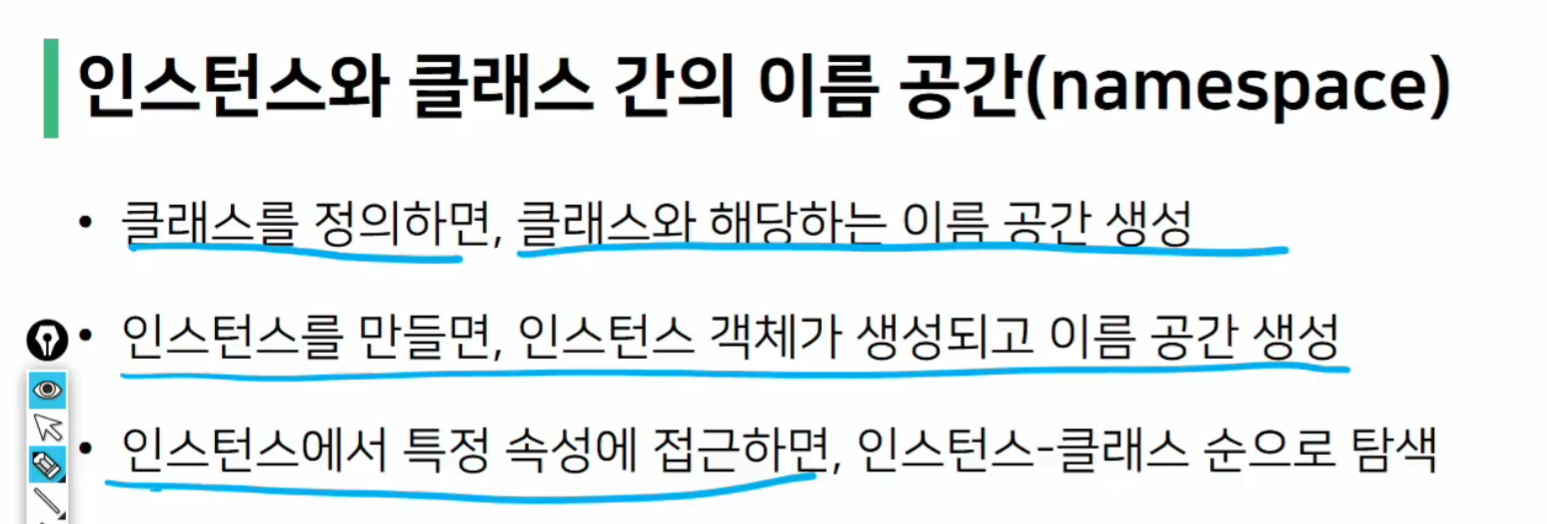 인스턴스와 클래스 간의 이름 공간(namespace)
• 클래스를 정의하면, 클래스와 해당하는 이름 공간 생성
• 인스턴스를 만들면, 인스턴스 객체가 생성되고 이름 공간 생성
• 인스턴스에서 특정 속성에 접근하면, 인스턴스-클래스 순으로 탐색